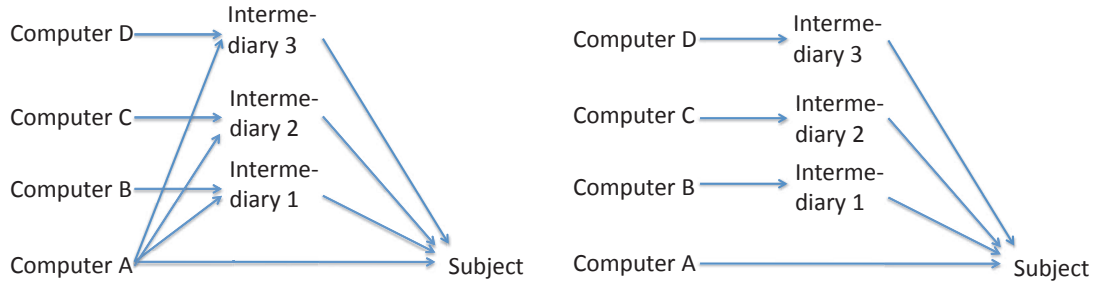 Computer D
Interme-
diary 3
Computer C
Interme-
diary 2
Computer B
Interme-
diary 1
Computer A
Subject
Computer D
Interme-
diary 3
Computer C
Interme-
diary 2
Computer B
Interme-
diary 1
Computer A
Subject